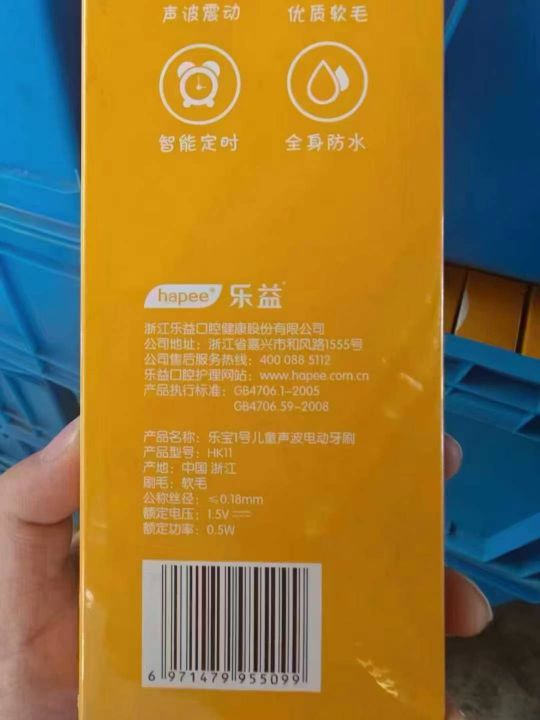 声波震动 优质软毛
智能定时 全身防水
hapee® 乐益
浙江乐益口腔健康股份有限公司
公司地址：浙江省嘉兴市和风路1555号
公司售后服务热线：400 088 5112
乐益口腔护理网站：www.hapee.com.cn
产品执行标准：GB4706.1-2005
GB4706.59-2008
产品名称：乐宝1号儿童声波电动牙刷
产品型号：HK11
产地：中国 浙江
刷毛：软毛
公称丝径：≤0.18mm
额定电压：1.5V⎓
额定功率：0.5W
6 971479 955099